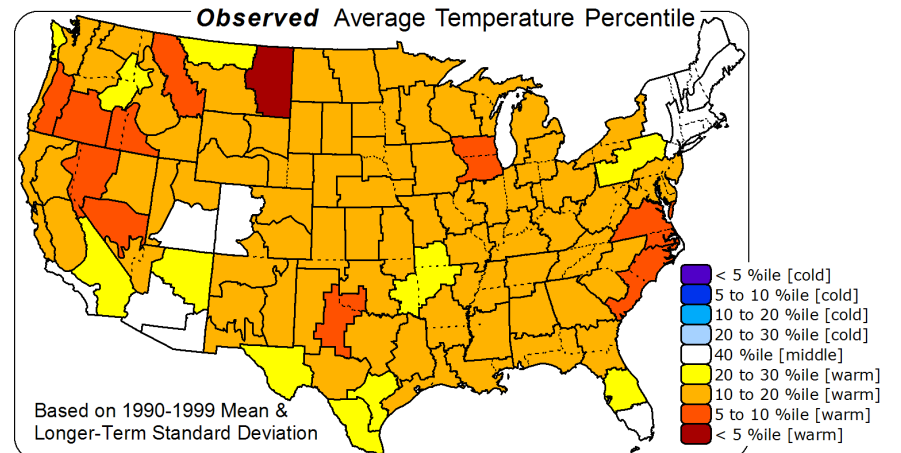 Observed Average Temperature Percentile
< 5 %ile [cold]
5 to 10 %ile [cold]
10 to 20 %ile [cold]
20 to 30 %ile [cold]
40 %ile [middle]
20 to 30 %ile [warm]
10 to 20 %ile [warm]
5 to 10 %ile [warm]
< 5 %ile [warm]
Based on 1990-1999 Mean &
Longer-Term Standard Deviation